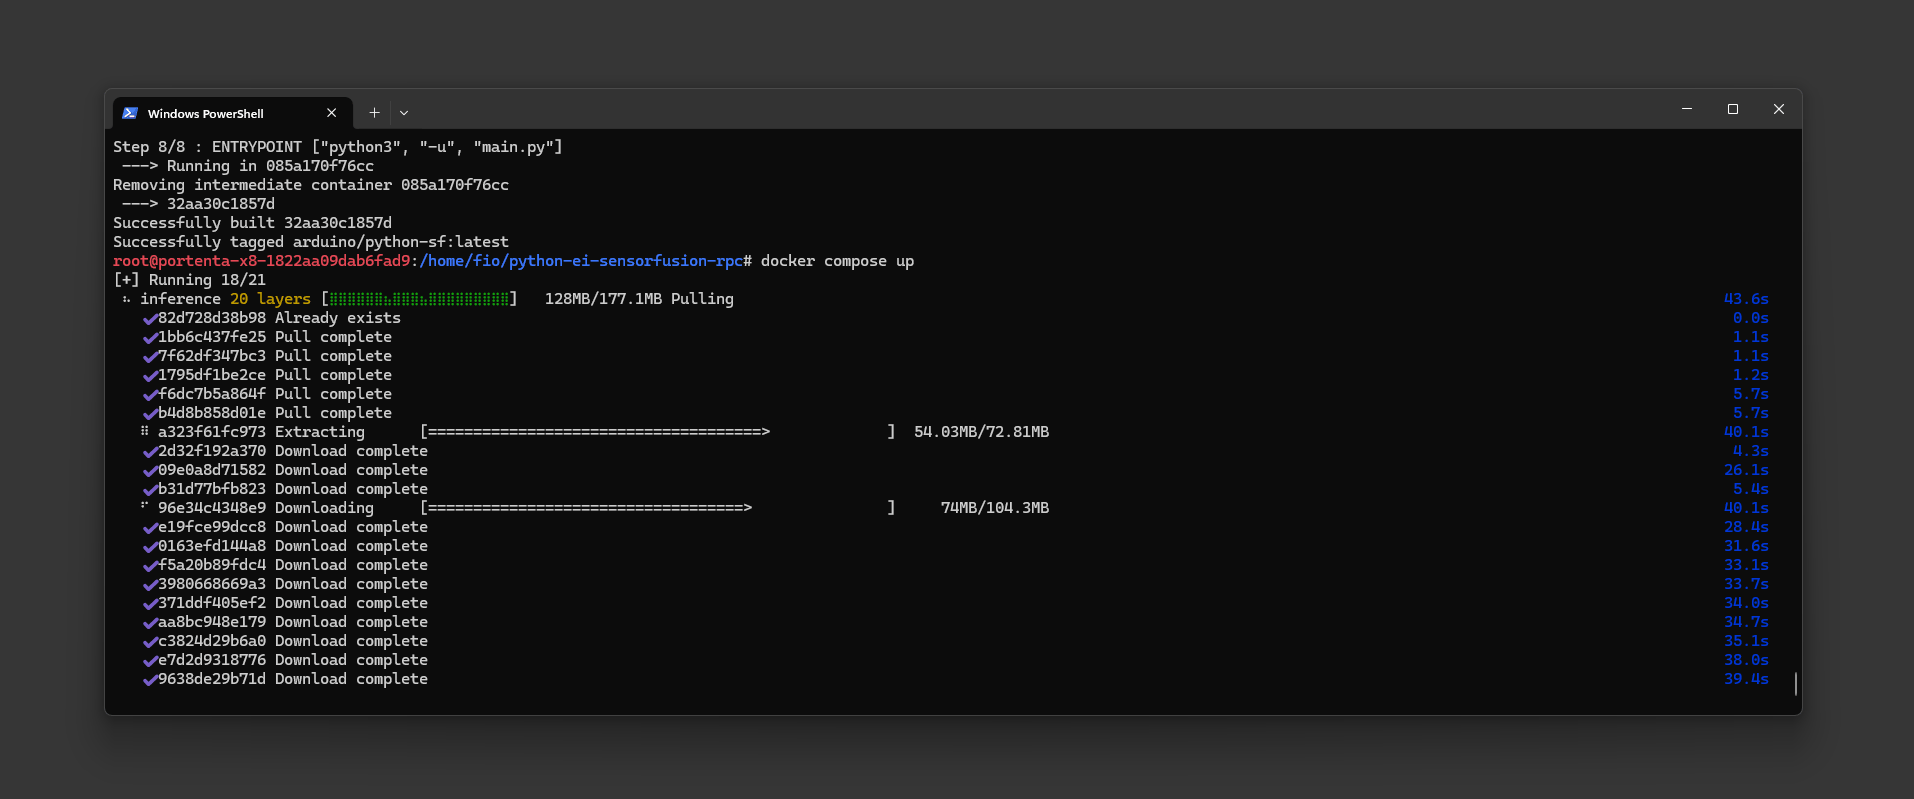 Windows PowerShell
Step 8/8 : ENTRYPOINT ["python3", "-u", "main.py"]
---> Running in 085a170f76cc
Removing intermediate container 085a170f76cc
---> 32aa30c1857d
Successfully built 32aa30c1857d
Successfully tagged arduino/python-sf:latest
root@portenta-x8-1822aa09dab6fad9:/home/fio/python-ei-sensorfusion-rpc# docker compose up
[+] Running 18/21
inference 20 layers [⣿⣿⣿⣿⣿⣿⣦⣿⣿⣿⣦⣿⣿⣿⣿⣿⣿⣿⣿⣿] 128MB/177.1MB Pulling 43.6s
✔82d728d38b98 Already exists 0.0s
✔1bb6c437fe25 Pull complete 1.1s
✔7f62df347bc3 Pull complete 1.1s
✔1795df1be2ce Pull complete 1.2s
✔f6dc7b5a864f Pull complete 5.7s
✔b4d8b858d01e Pull complete 5.7s
⠿ a323f61fc973 Extracting [=====================================> ] 54.03MB/72.81MB 40.1s
✔2d32f192a370 Download complete 4.3s
✔09e0a8d71582 Download complete 26.1s
✔b31d77bfb823 Download complete 5.4s
⠋ 96e34c4348e9 Downloading [===================================> ] 74MB/104.3MB 40.1s
✔e19fce99dcc8 Download complete 28.4s
✔0163efd144a8 Download complete 31.6s
✔f5a20b89fdc4 Download complete 33.1s
✔3980668669a3 Download complete 33.7s
✔371ddf405ef2 Download complete 34.0s
✔aa8bc948e179 Download complete 34.7s
✔c3824d29b6a0 Download complete 35.1s
✔e7d2d9318776 Download complete 38.0s
✔9638de29b71d Download complete 39.4s